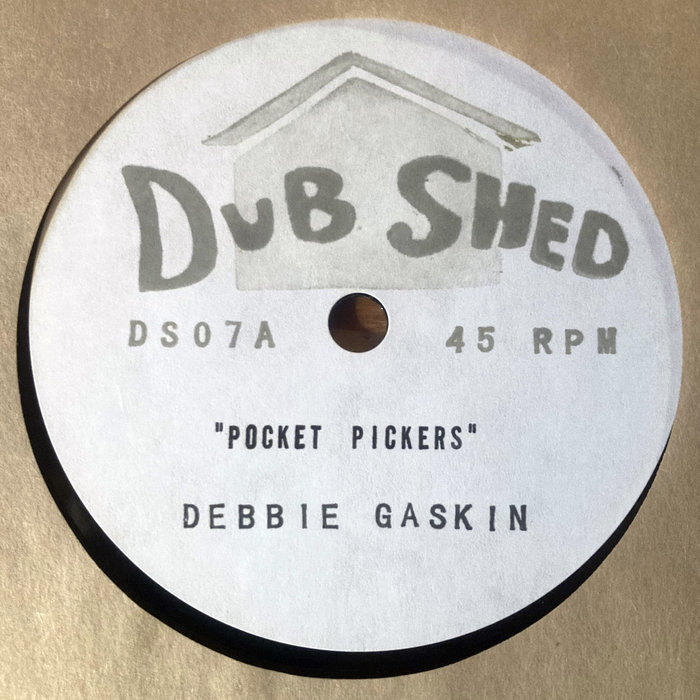 DUB SHED
DS07A 45 RPM
"POCKET PICKERS"
DEBBIE GASKIN